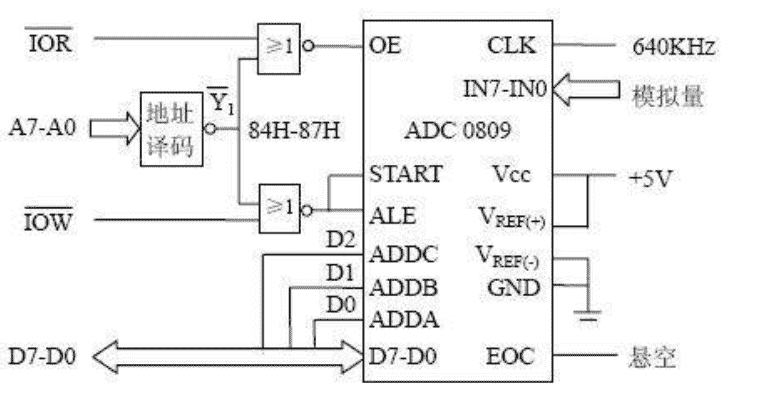 IOR
≥1
OE
CLK
640KHz
IN7-IN0
模拟量
A7-A0
地址
译码
Y1
84H-87H
ADC 0809
START
Vcc
+5V
≥1
IOW
ALE
VREF(+)
D2
ADDC
VREF(-)
D1
ADDB
GND
D0
ADDA
D7-D0
D7-D0
EOC
悬空